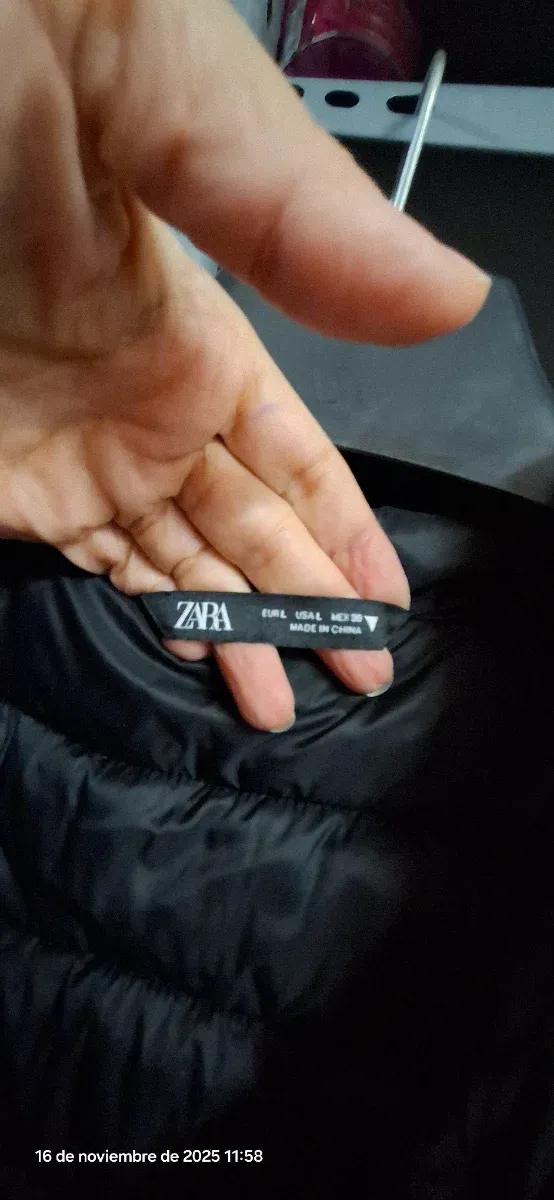 ZARA
EUR L USA L MEX 30
MADE IN CHINA
16 de noviembre de 2025 11:58